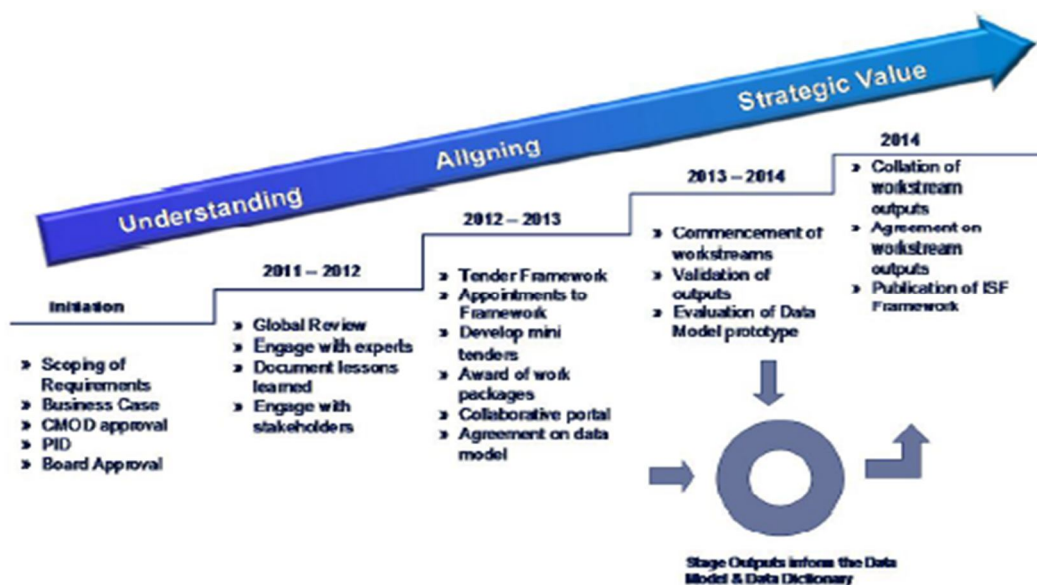 Understanding
Aligning
Strategic Value
Initiation
» Scoping of
Requirements
» Business Case
» CMOD approval
» PID
» Board Approval
2011 – 2012
» Global Review
» Engage with experts
» Document lessons
learned
» Engage with
stakeholders
2012 – 2013
» Tender Framework
» Appointments to
Framework
» Develop mini
tenders
» Award of work
packages
» Collaborative portal
» Agreement on data
model
2013 – 2014
» Commencement of
workstreams
» Validation of
outputs
» Evaluation of Data
Model prototype
2014
» Collation of
workstream
outputs
» Agreement on
workstream
outputs
» Publication of ISF
Framework
Stage Outputs inform the Data
Model & Data Dictionary